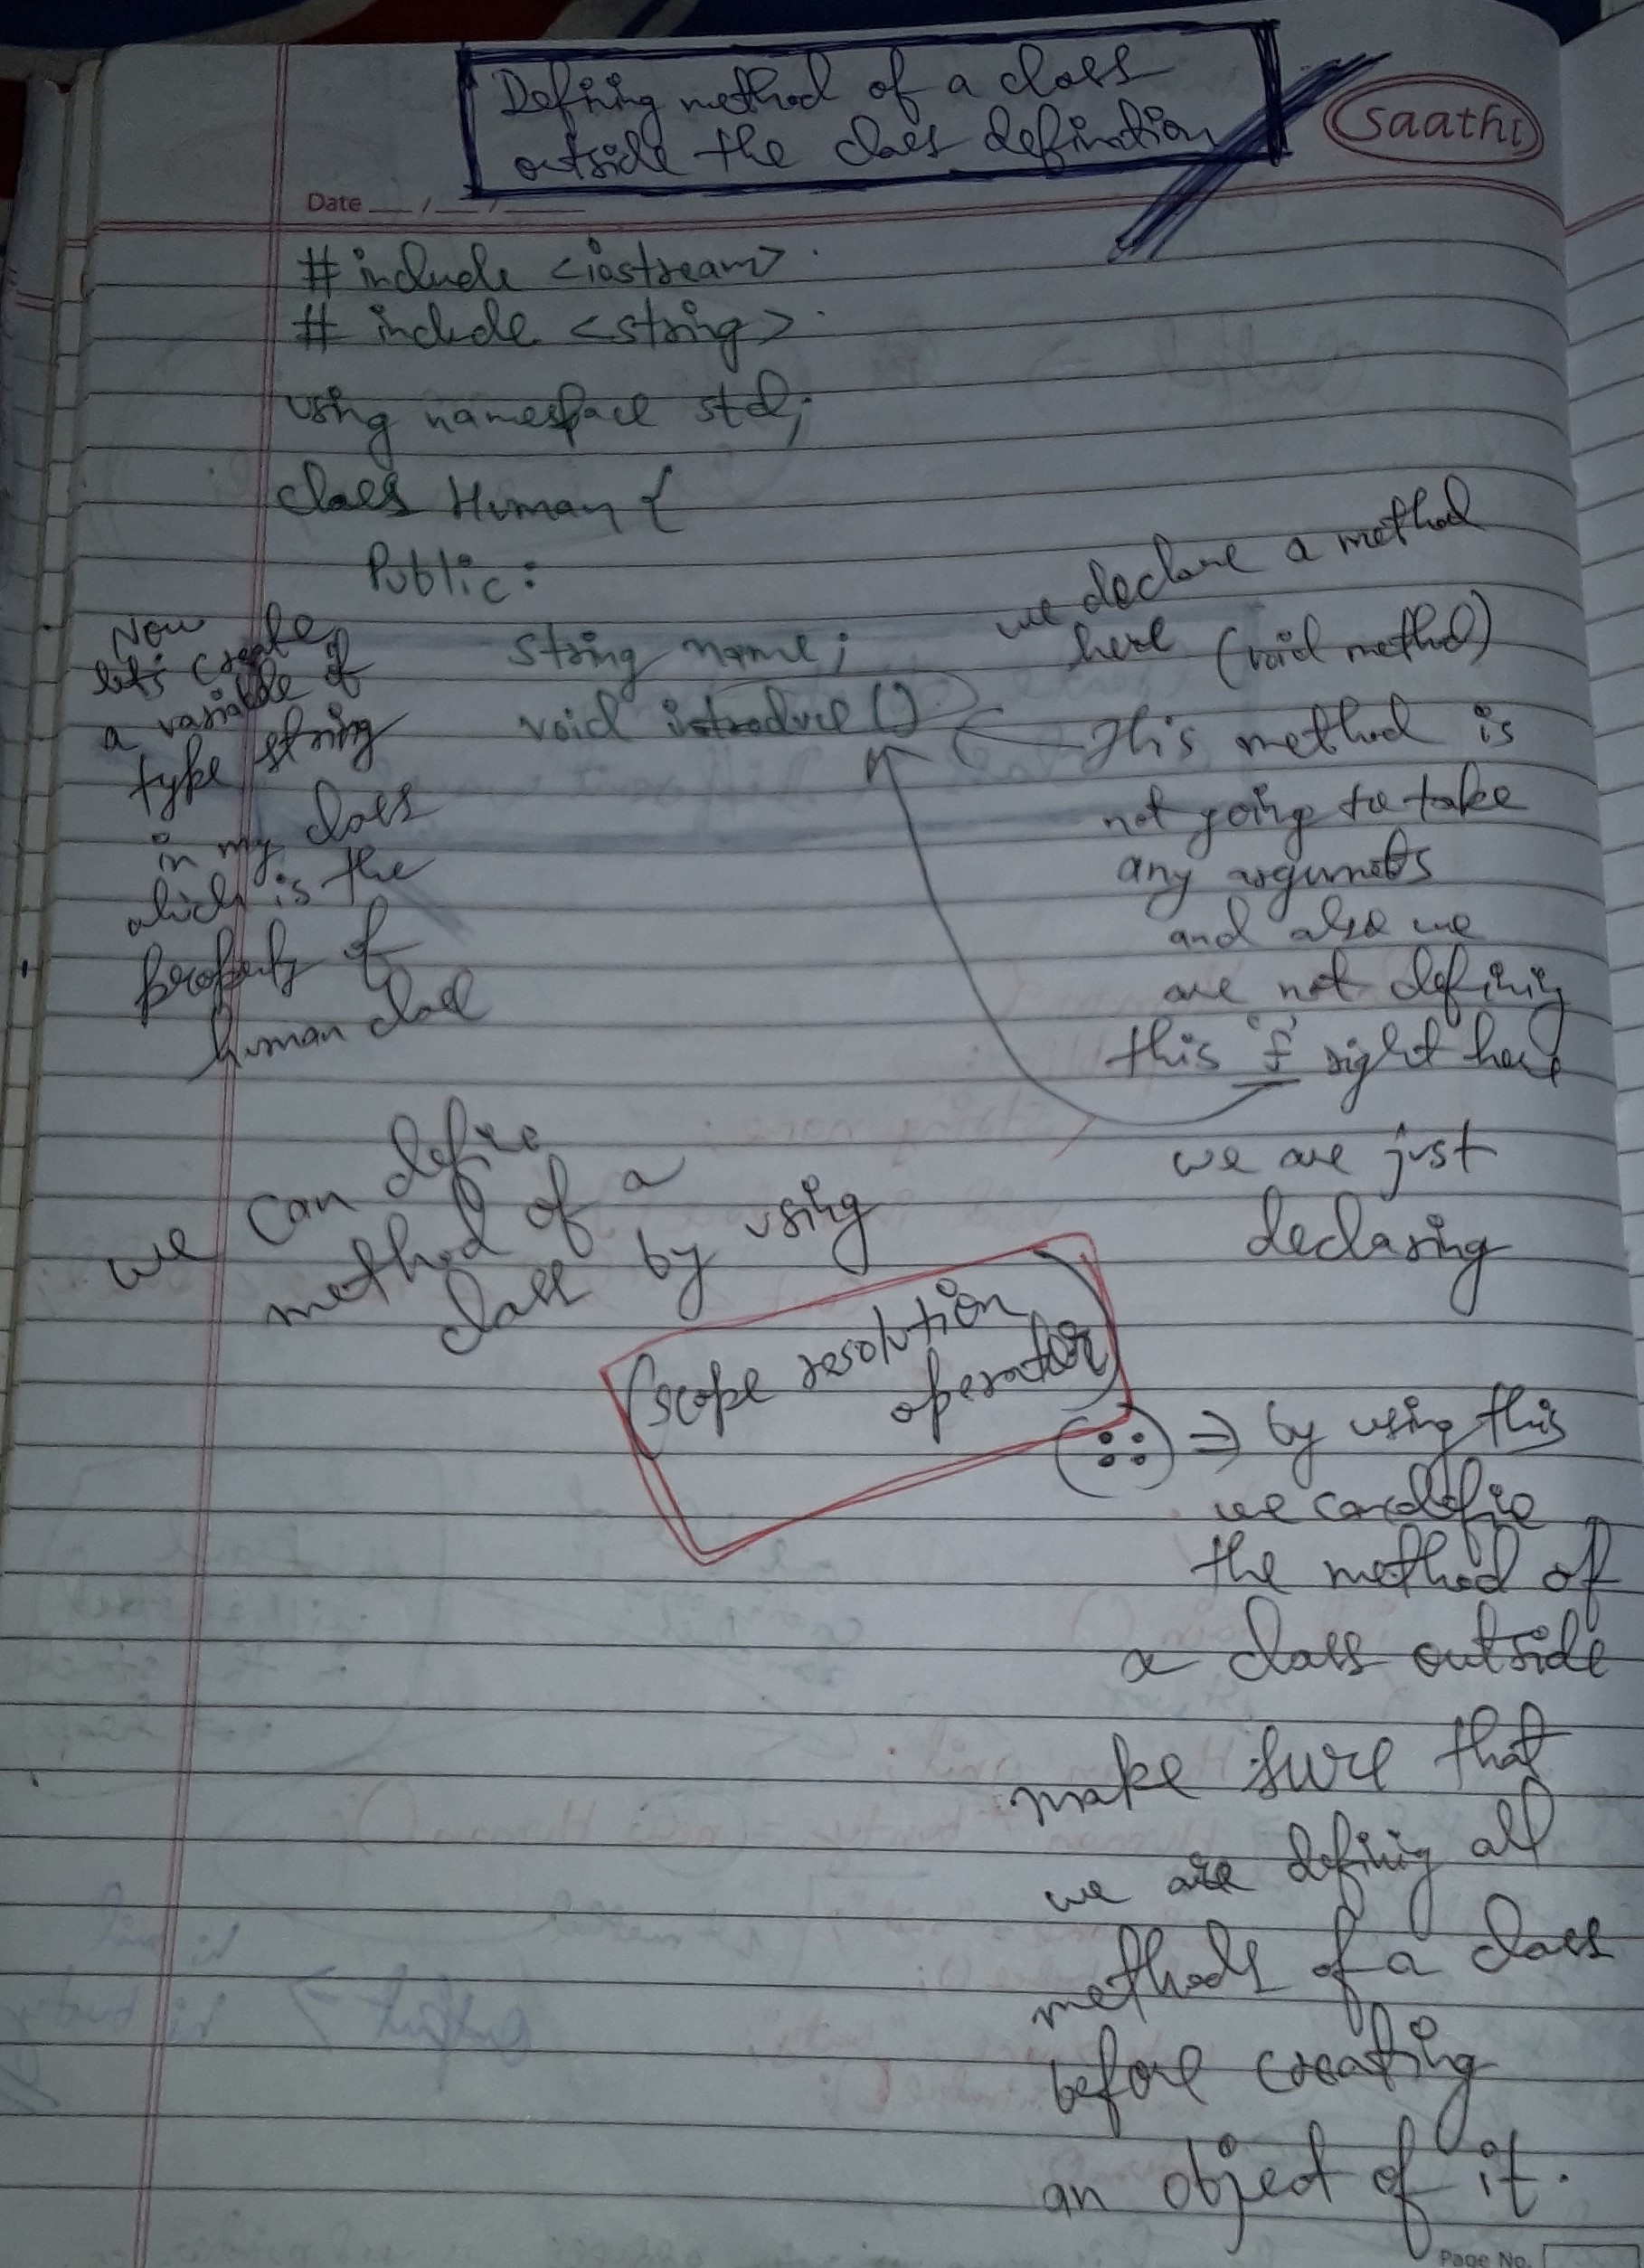 Defining method of a class
outside the class defination
saathi
Date __/__/____
# include <iostream>
# include <string>
using namespace std;
class Human {
Public:
string name;
void introduce ()
Now
let's create
a variable of
type string
in my class
which is the
property of
human class
we declare a method
here (void method)
This method is
not going to take
any arguments
and also we
are not defining
this 'f' right here
we are just
declaring
we can define
method of a
class by using
(scope resolution
operator)
(::) ⇒ by using this
we can define
the method of
a class outside
make sure that
we are defining all
methods of a class
before creating
an object of it.
Page No.